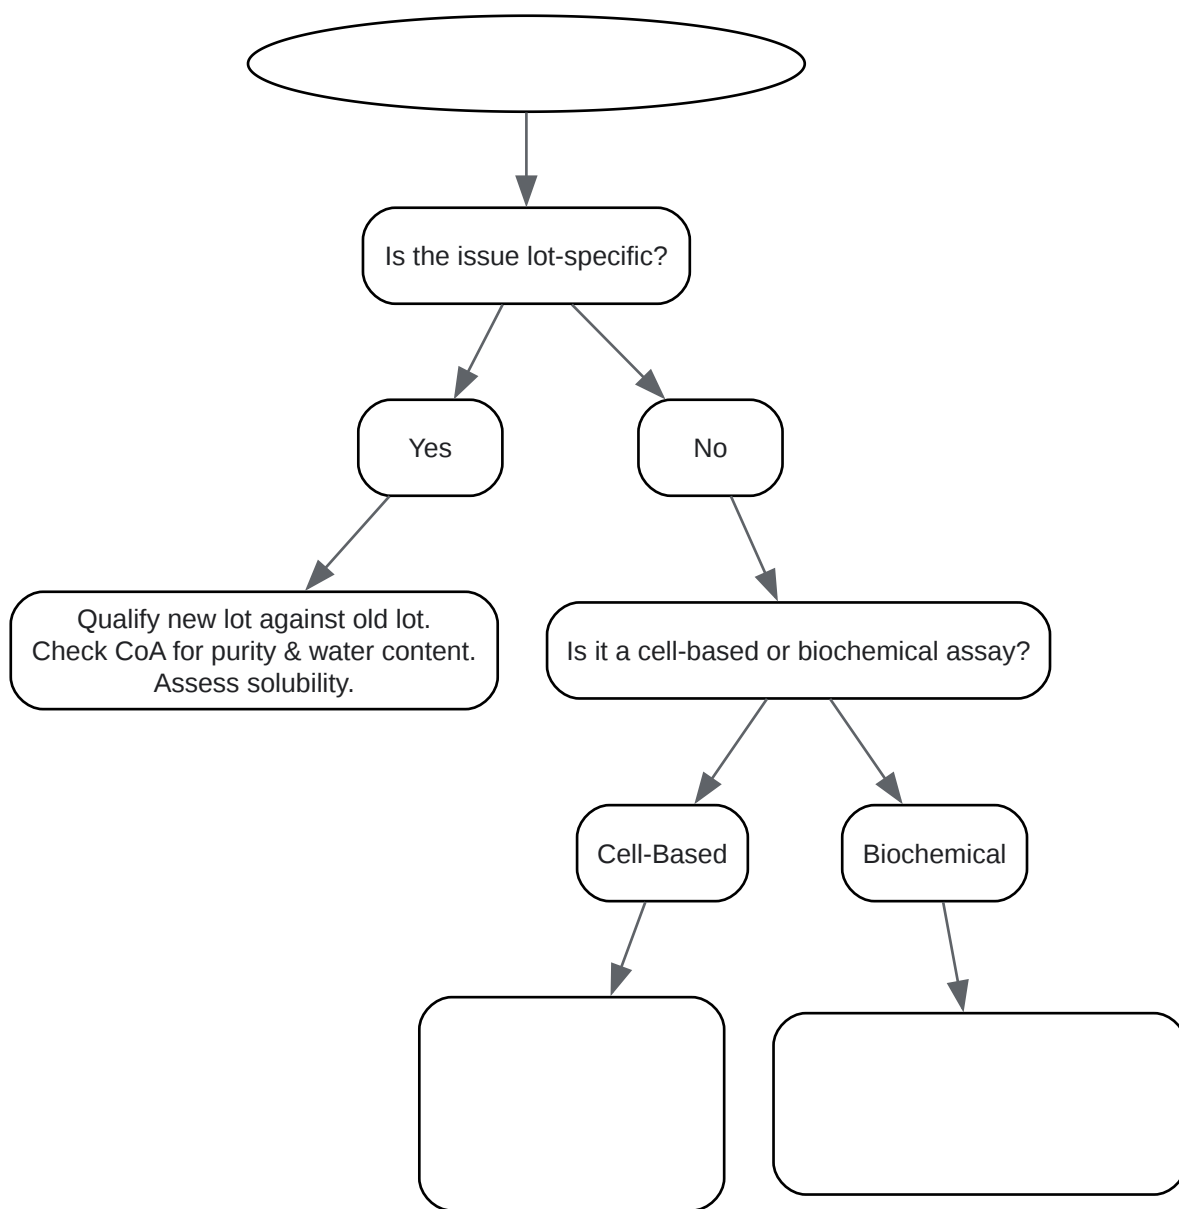 Is the issue lot-specific?
Yes
No
Qualify new lot against old lot.
Check CoA for purity & water content.
Assess solubility.
Is it a cell-based or biochemical assay?
Cell-Based
Biochemical